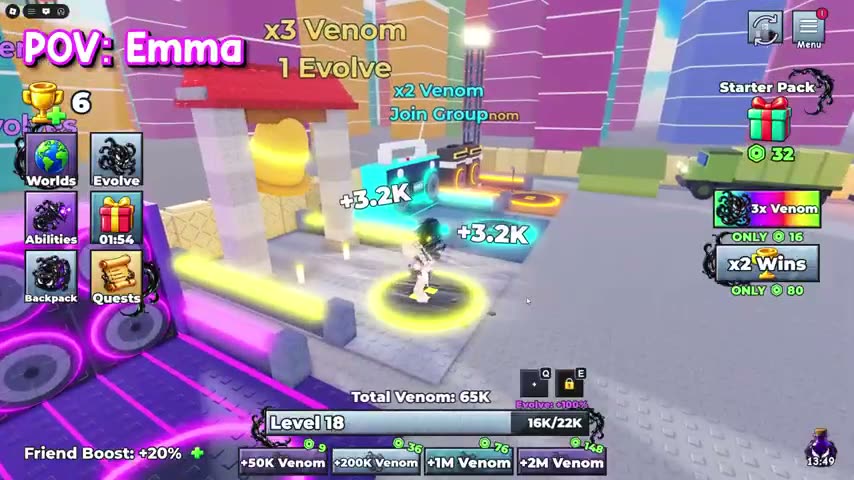 POV: Emma
x3 Venom
1 Evolve
x2 Venom
Join Group
nom
6
Worlds
Evolve
Abilities
01:54
Backpack
Quests
+3.2K
+3.2K
Menu
Starter Pack
32
3x Venom
ONLY 16
x2 Wins
ONLY 80
Q
E
Evolve: +100%
Total Venom: 65K
Level 18
16K/22K
Friend Boost: +20%
9
36
76
148
+50K Venom
+200K Venom
+1M Venom
+2M Venom
13:49